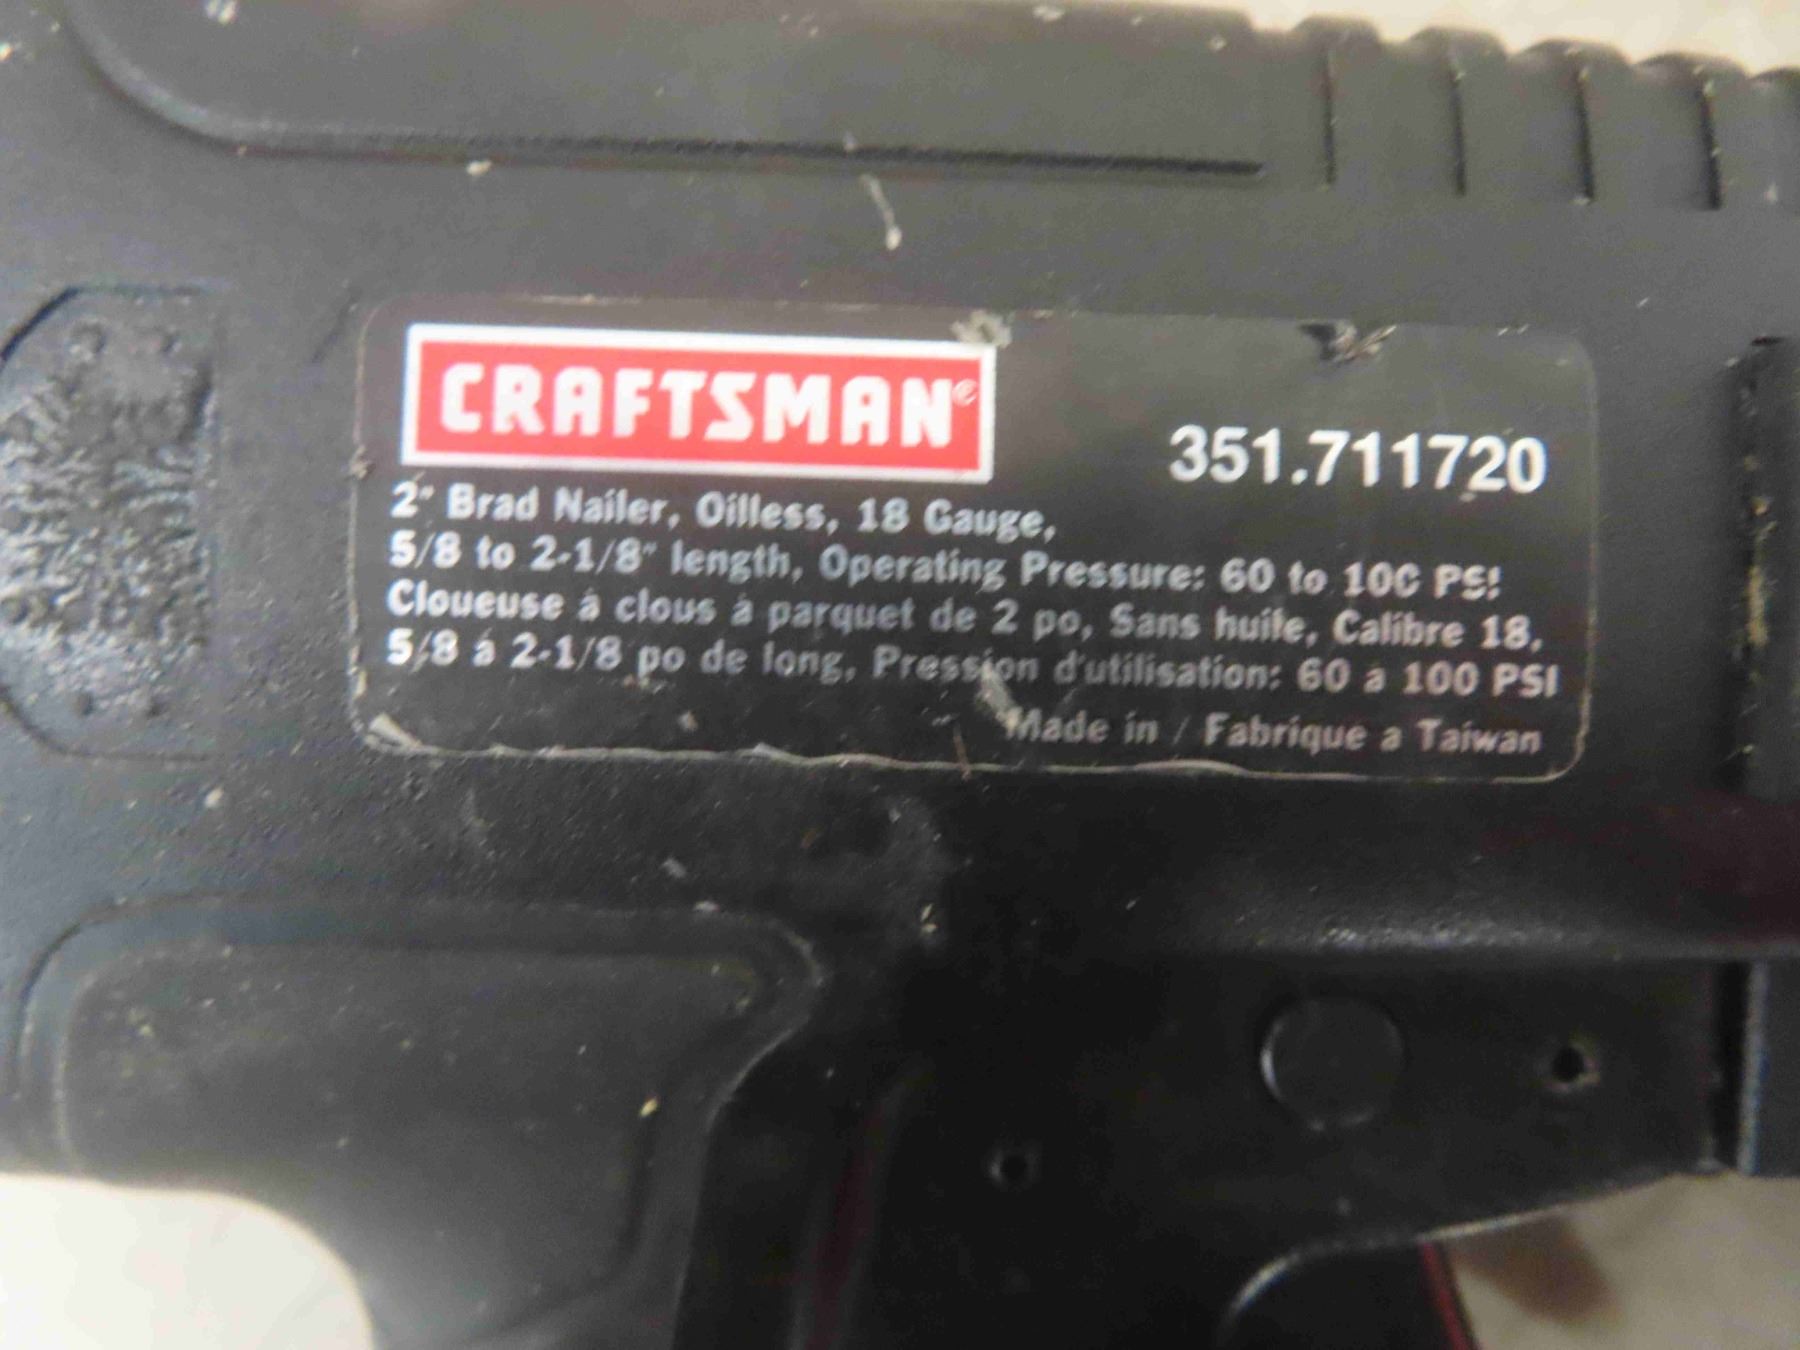 CRAFTSMAN®
351.711720
2" Brad Nailer, Oilless, 18 Gauge,
5/8 to 2-1/8" length, Operating Pressure: 60 to 100 PSI
Cloueuse à clous à parquet de 2 po, Sans huile, Calibre 18,
5/8 à 2-1/8 po de long, Pression d'utilisation: 60 à 100 PSI
Made in / Fabrique a Taiwan